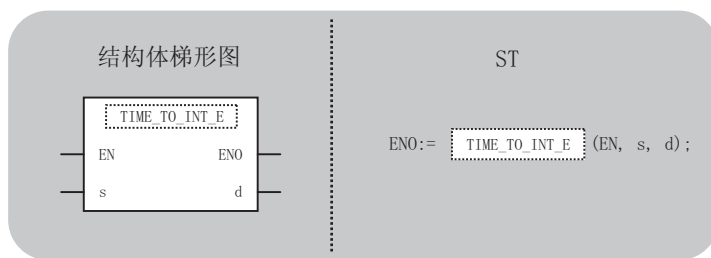 结构体梯形图
TIME_TO_INT_E
EN ENO
s d
ST
ENO:= TIME_TO_INT_E (EN, s, d);